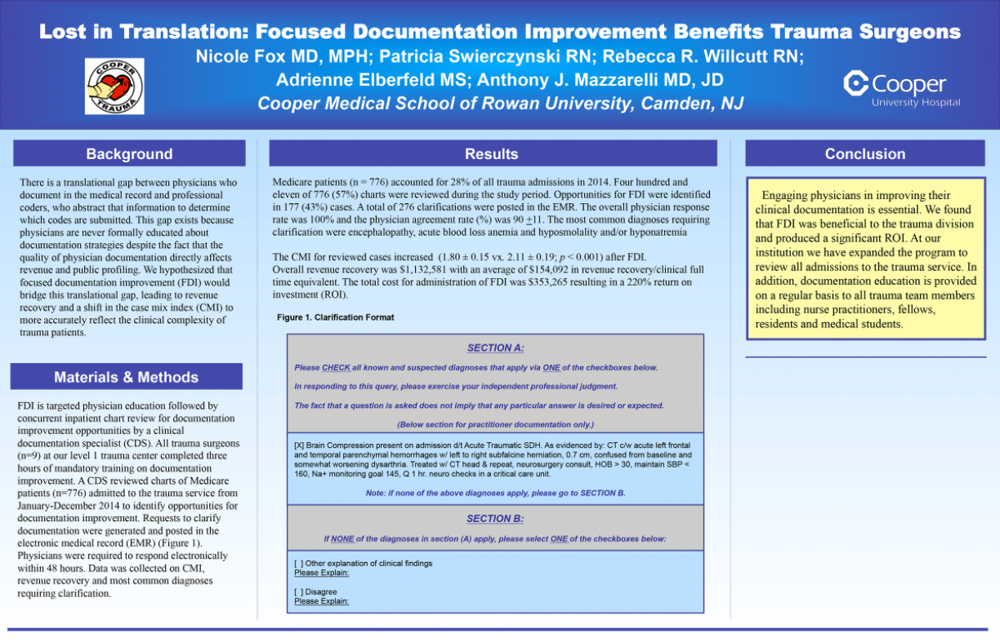 Lost in Translation: Focused Documentation Improvement Benefits Trauma Surgeons
Nicole Fox MD, MPH; Patricia Swierczynski RN; Rebecca R. Willcutt RN;
Adrienne Elberfeld MS; Anthony J. Mazzarelli MD, JD
Cooper Medical School of Rowan University, Camden, NJ
COOPER
TRAUMA
Cooper
University Hospital
Background
There is a translational gap between physicians who
document in the medical record and professional
coders, who abstract that information to determine
which codes are submitted. This gap exists because
physicians are never formally educated about
documentation strategies despite the fact that the
quality of physician documentation directly affects
revenue and public profiling. We hypothesized that
focused documentation improvement (FDI) would
bridge this translational gap, leading to revenue
recovery and a shift in the case mix index (CMI) to
more accurately reflect the clinical complexity of
trauma patients.
Materials & Methods
FDI is targeted physician education followed by
concurrent inpatient chart review for documentation
improvement opportunities by a clinical
documentation specialist (CDS). All trauma surgeons
(n=9) at our level 1 trauma center completed three
hours of mandatory training on documentation
improvement. A CDS reviewed charts of Medicare
patients (n=776) admitted to the trauma service from
January-December 2014 to identify opportunities for
documentation improvement. Requests to clarify
documentation were generated and posted in the
electronic medical record (EMR) (Figure 1).
Physicians were required to respond electronically
within 48 hours. Data was collected on CMI,
revenue recovery and most common diagnoses
requiring clarification.
Results
Medicare patients (n = 776) accounted for 28% of all trauma admissions in 2014. Four hundred and
eleven of 776 (57%) charts were reviewed during the study period. Opportunities for FDI were identified
in 177 (43%) cases. A total of 276 clarifications were posted in the EMR. The overall physician response
rate was 100% and the physician agreement rate (%) was 90 +11. The most common diagnoses requiring
clarification were encephalopathy, acute blood loss anemia and hyposmolality and/or hyponatremia
The CMI for reviewed cases increased (1.80 ± 0.15 vx. 2.11 ± 0.19; p < 0.001) after FDI.
Overall revenue recovery was $1,132,581 with an average of $154,092 in revenue recovery/clinical full
time equivalent. The total cost for administration of FDI was $353,265 resulting in a 220% return on
investment (ROI).
Figure 1. Clarification Format
SECTION A:
Please CHECK all known and suspected diagnoses that apply via ONE of the checkboxes below.
In responding to this query, please exercise your independent professional judgment.
The fact that a question is asked does not imply that any particular answer is desired or expected.
(Below section for practitioner documentation only.)
[X] Brain Compression present on admission d/t Acute Traumatic SDH. As evidenced by: CT c/w acute left frontal
and temporal parenchymal hemorrhages w/ left to right subfalcine herniation, 0.7 cm, confused from baseline and
somewhat worsening dysarthria. Treated w/ CT head & repeat, neurosurgery consult, HOB > 30, maintain SBP <
160, Na+ monitoring goal 145, Q 1 hr. neuro checks in a critical care unit.
Note: if none of the above diagnoses apply, please go to SECTION B.
SECTION B:
If NONE of the diagnoses in section (A) apply, please select ONE of the checkboxes below:
[ ] Other explanation of clinical findings
Please Explain:
[ ] Disagree
Please Explain:
Conclusion
Engaging physicians in improving their
clinical documentation is essential. We found
that FDI was beneficial to the trauma division
and produced a significant ROI. At our
institution we have expanded the program to
review all admissions to the trauma service. In
addition, documentation education is provided
on a regular basis to all trauma team members
including nurse practitioners, fellows,
residents and medical students.